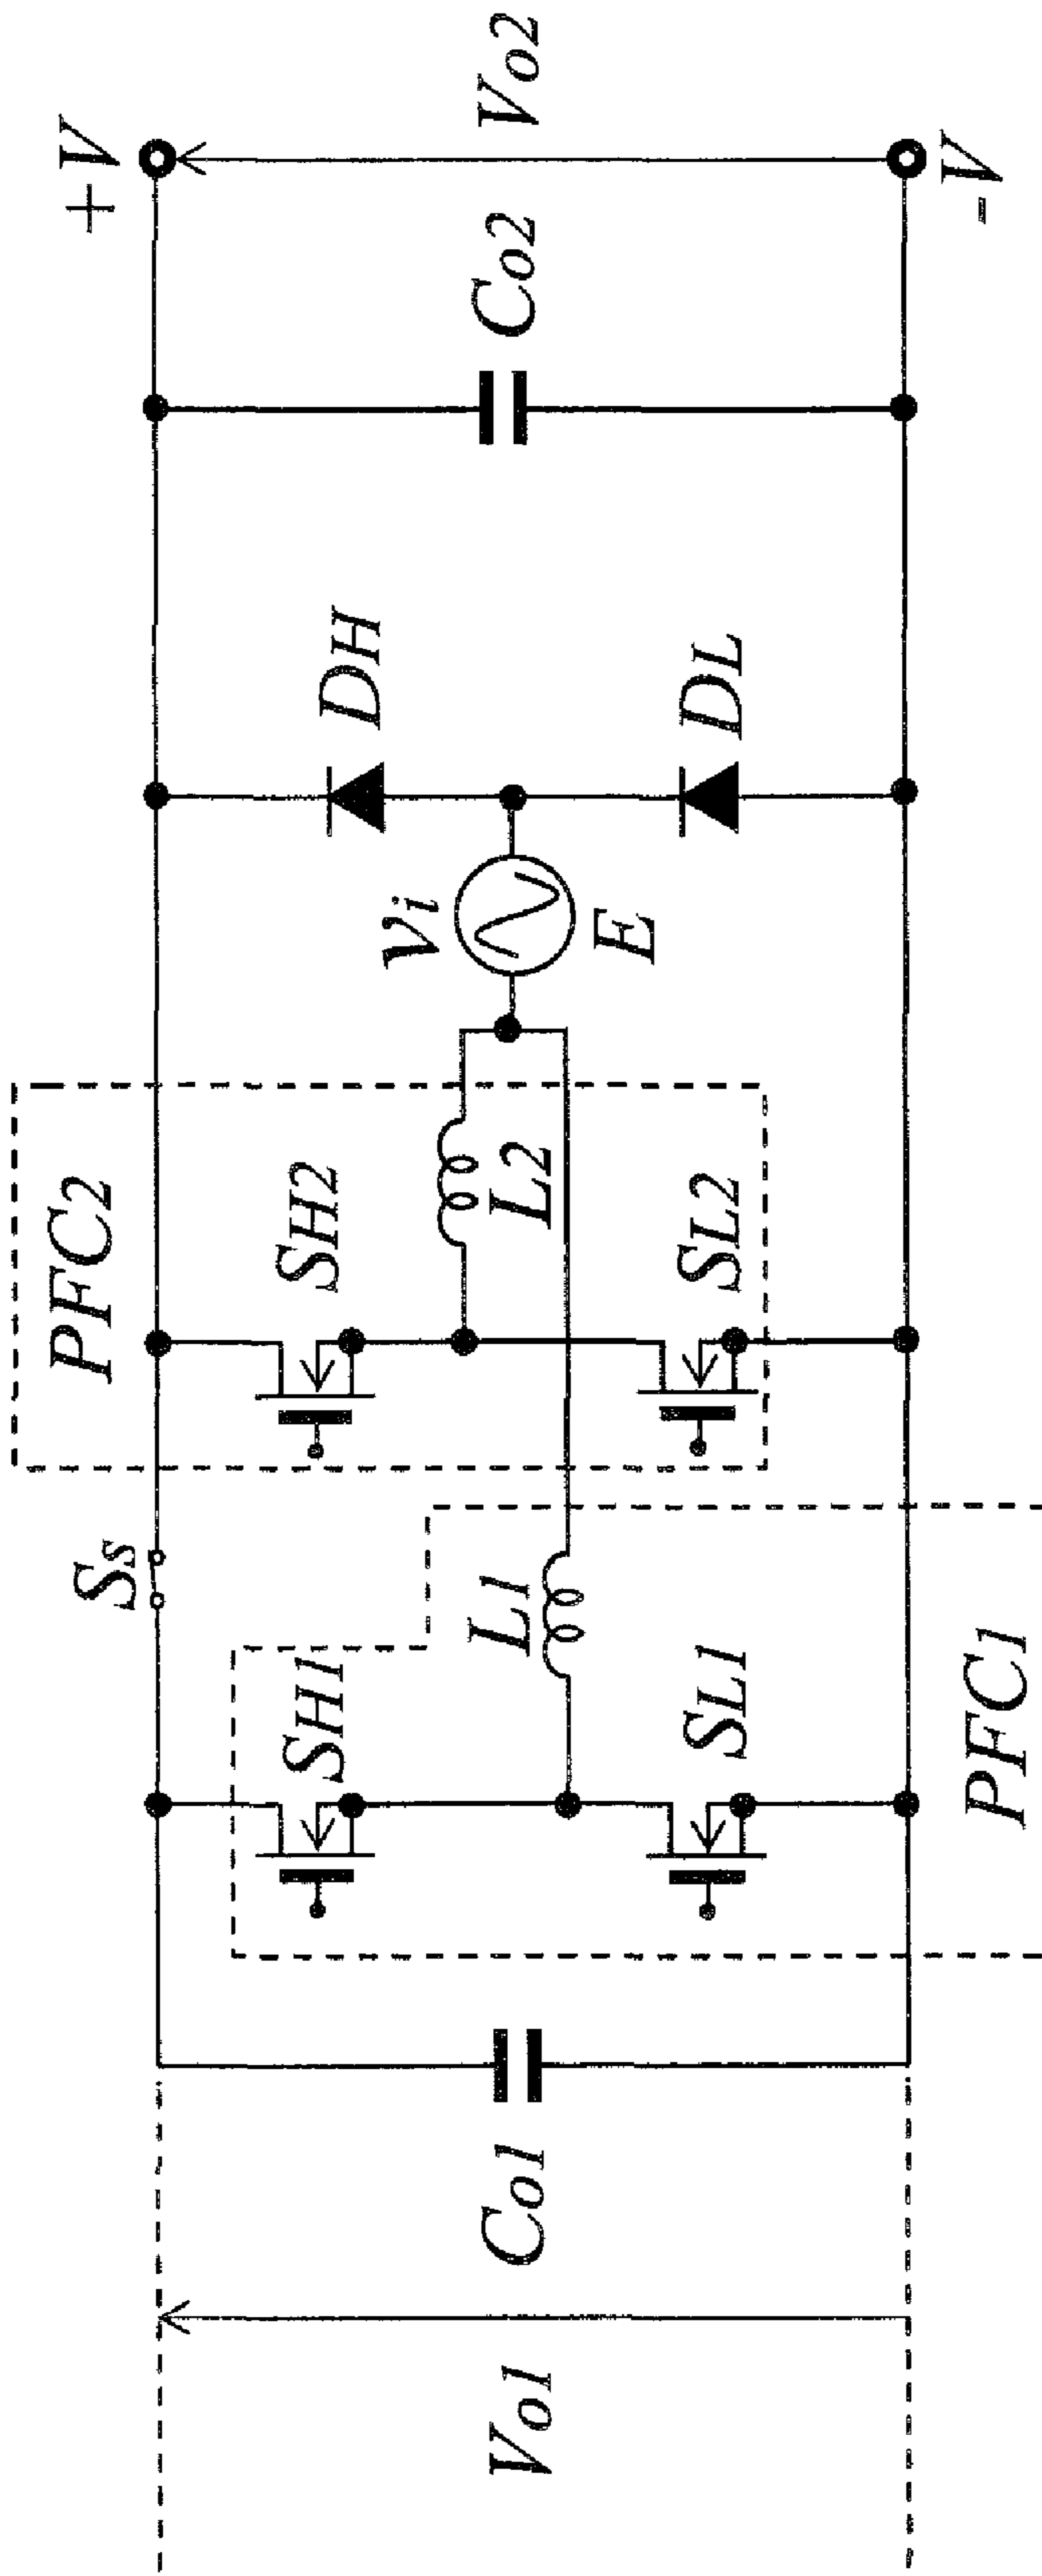 +V
Vo2
-V
Co2
DH
DL
vi
E
PFC2
SH2
L2
SL2
Ss
SH1
L1
SL1
PFC1
Co1
Vo1